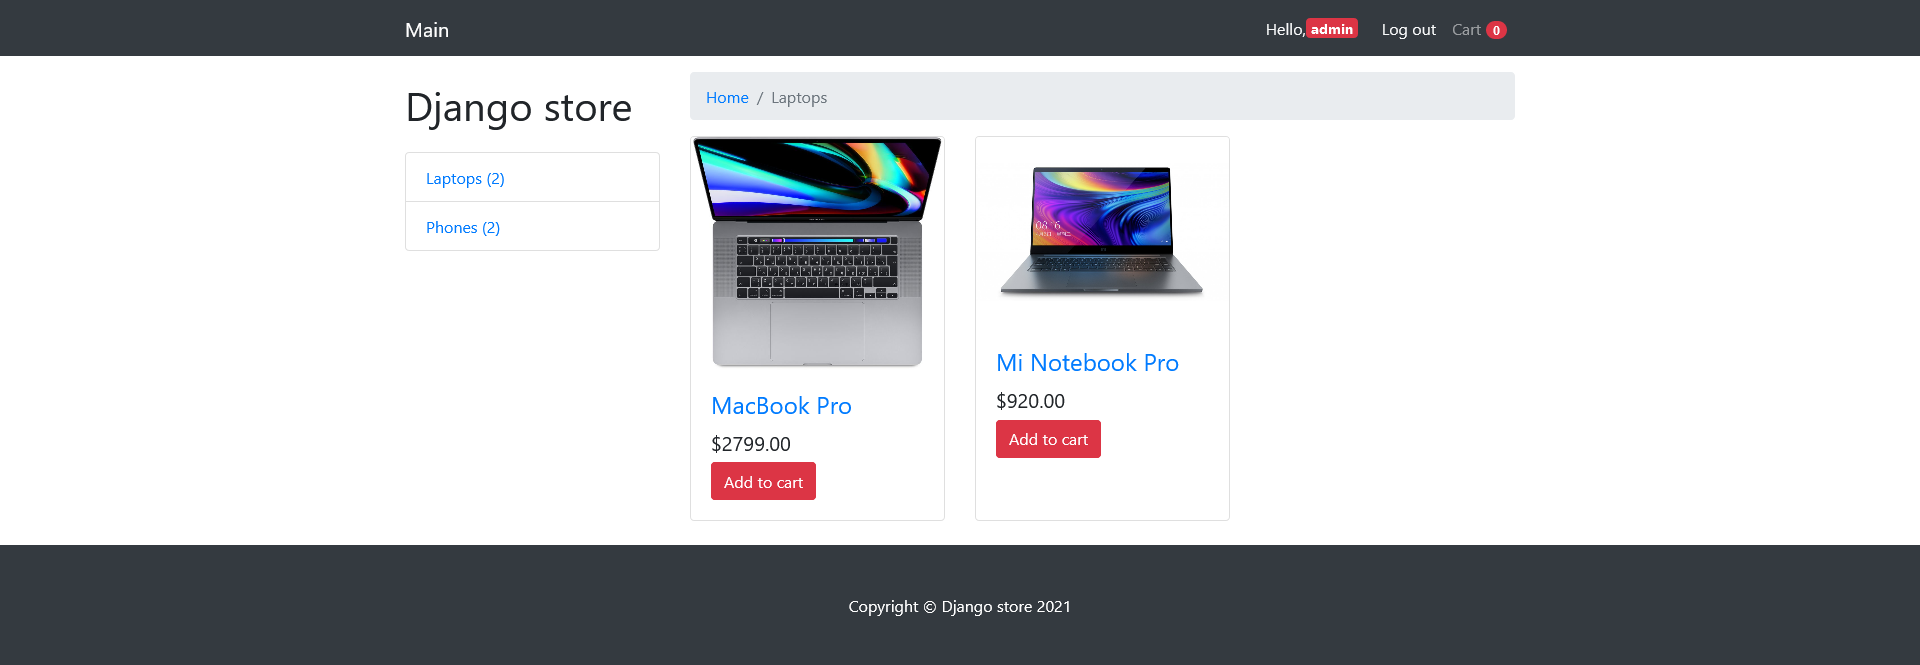 Main
Hello, admin Log out Cart 0
Django store
Laptops (2)
Phones (2)
Home / Laptops
MacBook Pro
$2799.00
Add to cart
Mi Notebook Pro
$920.00
Add to cart
Copyright © Django store 2021